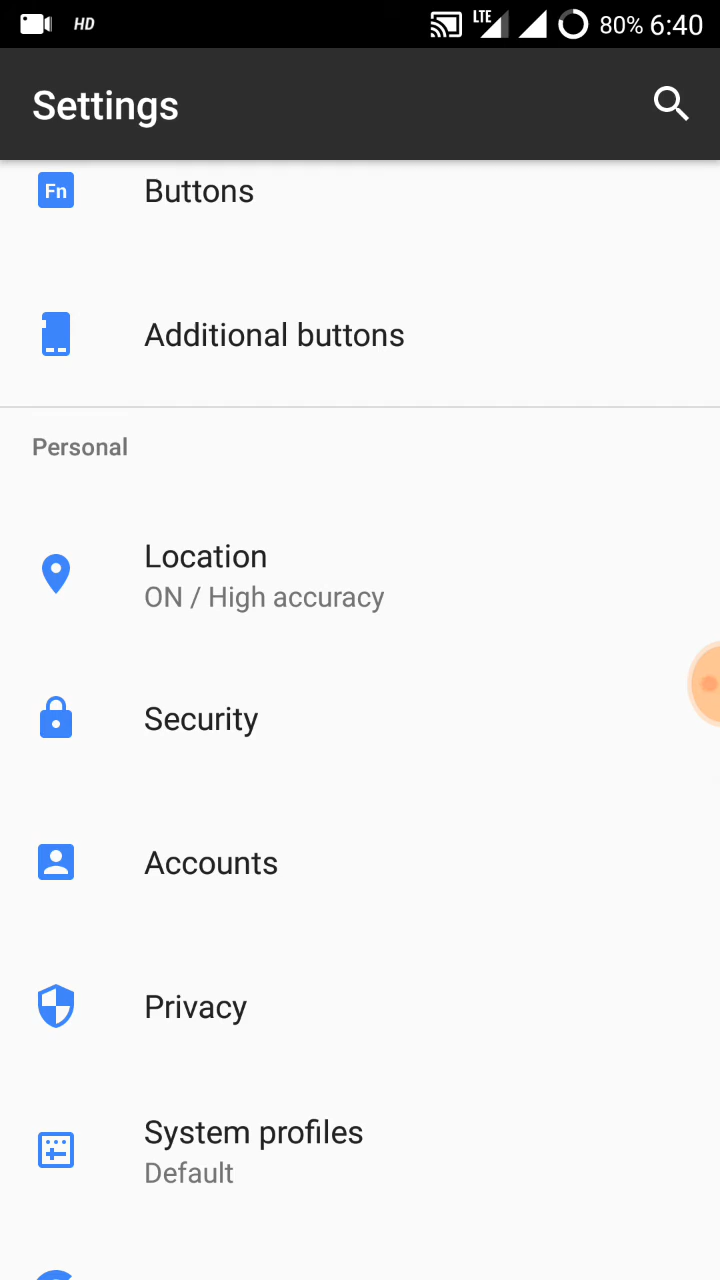 HD LTE 80% 6:40
Settings
Fn Buttons
Additional buttons
Personal
Location
ON / High accuracy
Security
Accounts
Privacy
System profiles
Default